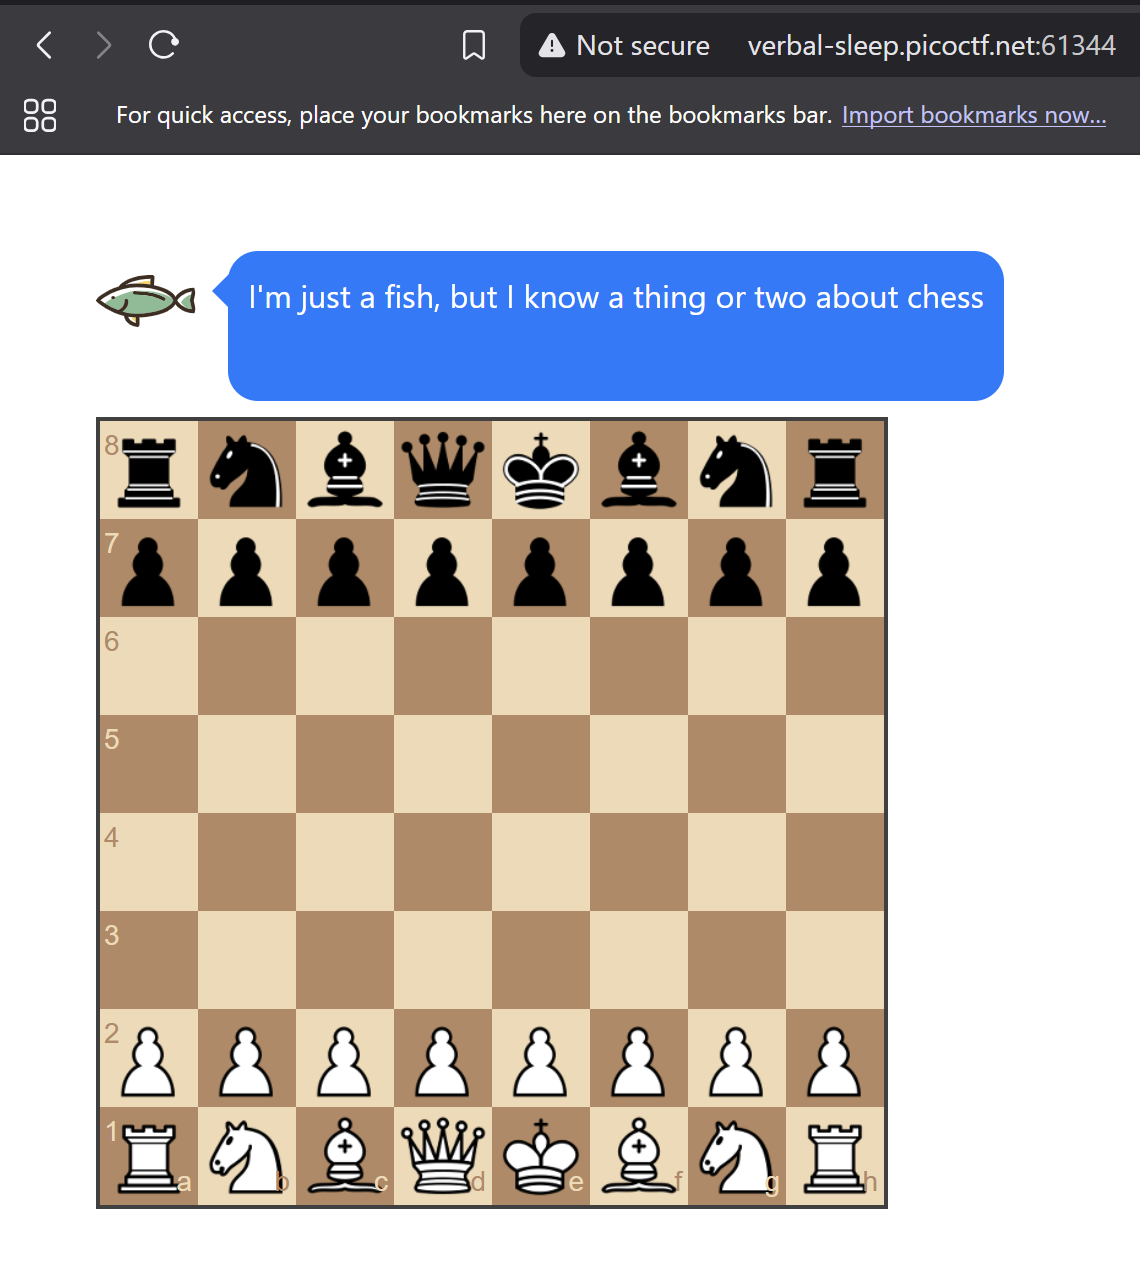 Not secure verbal-sleep.picoctf.net:61344
For quick access, place your bookmarks here on the bookmarks bar. Import bookmarks now...
I'm just a fish, but I know a thing or two about chess
8
7
6
5
4
3
2
1
a b c d e f g h